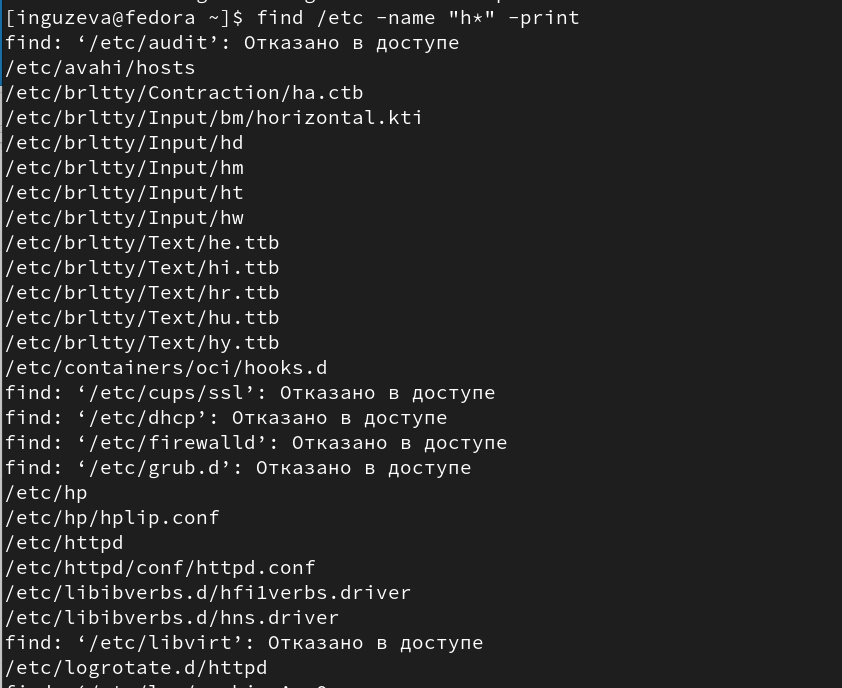 [inguzeva@fedora ~]$ find /etc -name "h*" -print
find: ‘/etc/audit’: Отказано в доступе
/etc/avahi/hosts
/etc/brltty/Contraction/ha.ctb
/etc/brltty/Input/bm/horizontal.kti
/etc/brltty/Input/hd
/etc/brltty/Input/hm
/etc/brltty/Input/ht
/etc/brltty/Input/hw
/etc/brltty/Text/he.ttb
/etc/brltty/Text/hi.ttb
/etc/brltty/Text/hr.ttb
/etc/brltty/Text/hu.ttb
/etc/brltty/Text/hy.ttb
/etc/containers/oci/hooks.d
find: ‘/etc/cups/ssl’: Отказано в доступе
find: ‘/etc/dhcp’: Отказано в доступе
find: ‘/etc/firewalld’: Отказано в доступе
find: ‘/etc/grub.d’: Отказано в доступе
/etc/hp
/etc/hp/hplip.conf
/etc/httpd
/etc/httpd/conf/httpd.conf
/etc/libibverbs.d/hfi1verbs.driver
/etc/libibverbs.d/hns.driver
find: ‘/etc/libvirt’: Отказано в доступе
/etc/logrotate.d/httpd